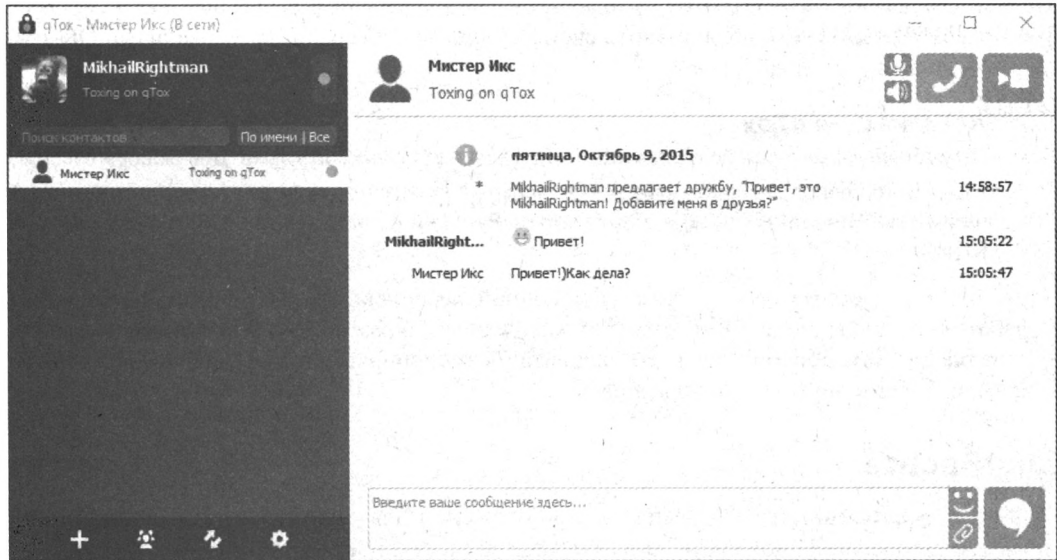 qTox - Мистер Икс (В сети)
MikhailRightman
Toxing on qTox
Поиск контактов
По имени | Все
Мистер Икс Toxing on qTox
Мистер Икс
Toxing on qTox
пятница, Октябрь 9, 2015
* MikhailRightman предлагает дружбу, "Привет, это 14:58:57
MikhailRightman! Добавите меня в друзья?"
MikhailRight... Привет! 15:05:22
Мистер Икс Привет!)Как дела? 15:05:47
Введите ваше сообщение здесь...